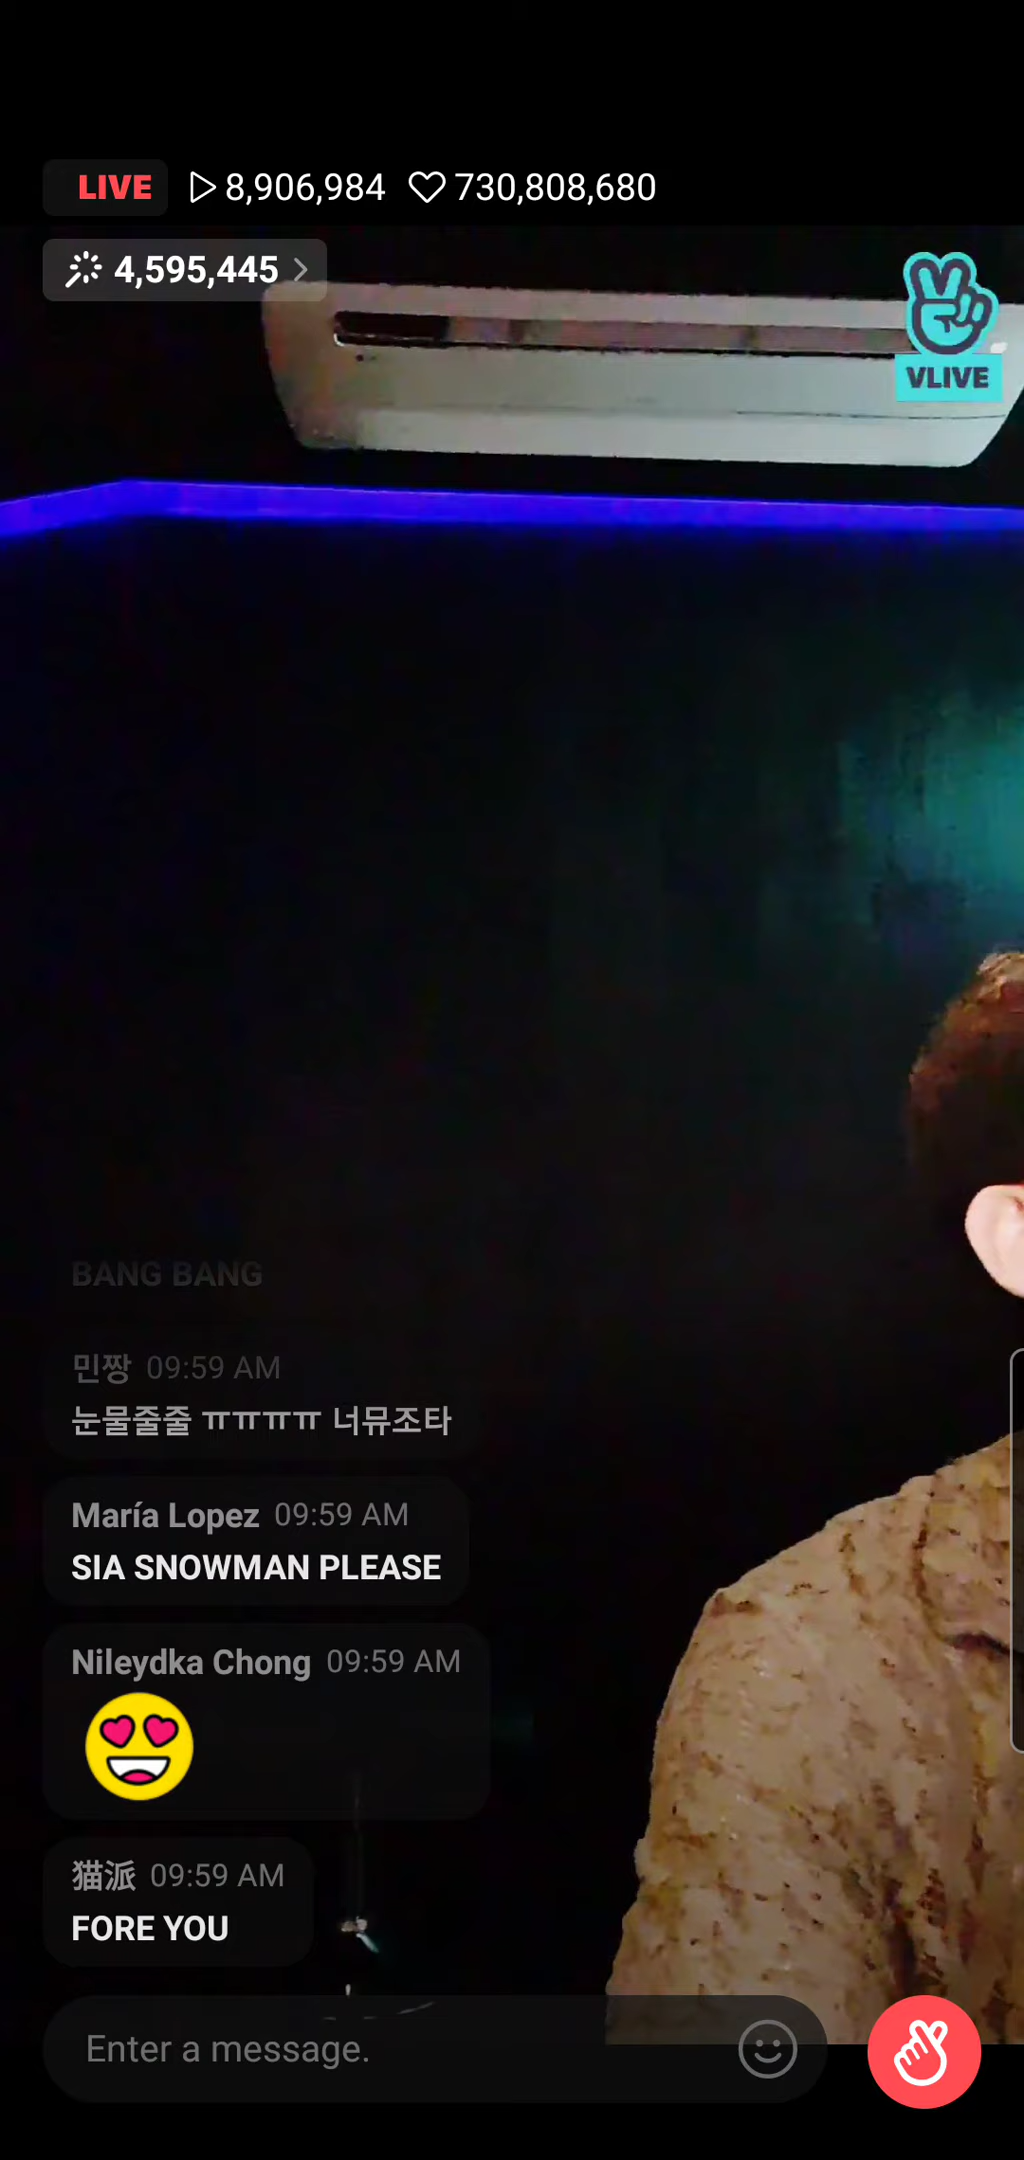 LIVE 8,906,984 730,808,680
4,595,445
VLIVE
BANG BANG
민짱 09:59 AM
눈물줄줄 ㅠㅠㅠㅠ 너뮤조타
María Lopez 09:59 AM
SIA SNOWMAN PLEASE
Nileydka Chong 09:59 AM
猫派 09:59 AM
FORE YOU
Enter a message.